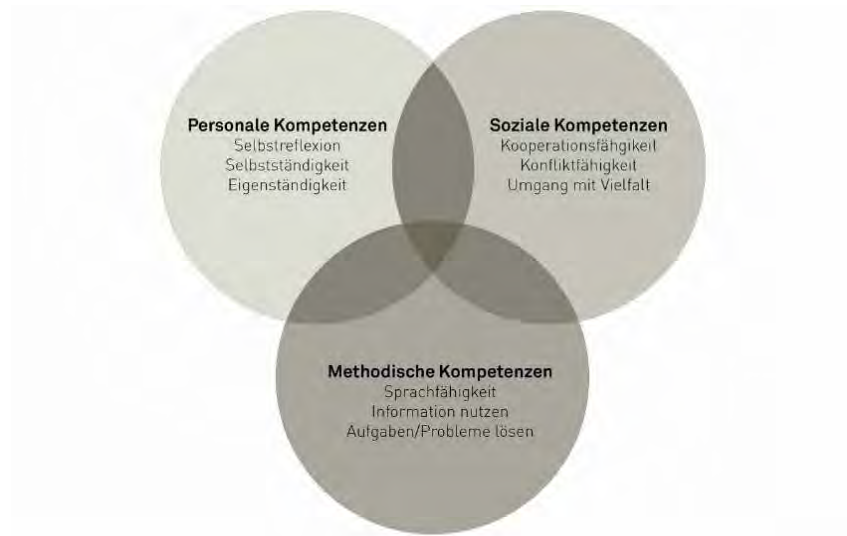 Personale Kompetenzen
Selbstreflexion
Selbstständigkeit
Eigenständigkeit
Soziale Kompetenzen
Kooperationsfähgikeit
Konfliktfähigkeit
Umgang mit Vielfalt
Methodische Kompetenzen
Sprachfähigkeit
Information nutzen
Aufgaben/Probleme lösen